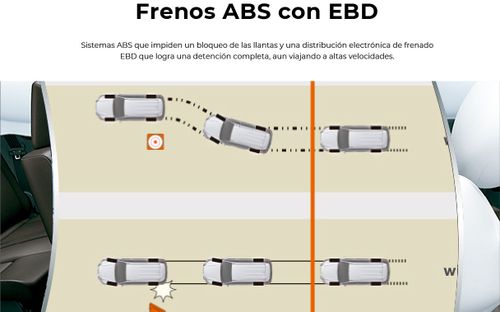 Frenos ABS con EBD
Sistemas ABS que impiden un bloqueo de las llantas y una distribución electrónica de frenado
EBD que logra una detención completa, aun viajando a altas velocidades.